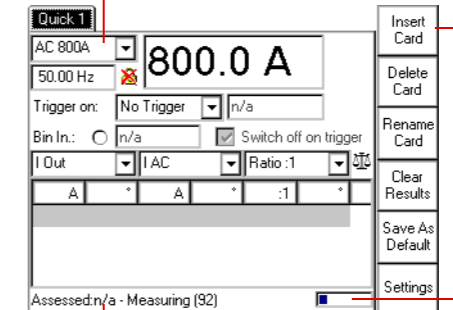 Quick 1
AC 800A
800.0 A
50.00 Hz
Trigger on:
No Trigger
n/a
Bin In.:
n/a
Switch off on trigger
I Out
I AC
Ratio :1
A
°
A
°
:1
°
Assessed:n/a - Measuring (92)
Insert
Card
Delete
Card
Rename
Card
Clear
Results
Save As
Default
Settings